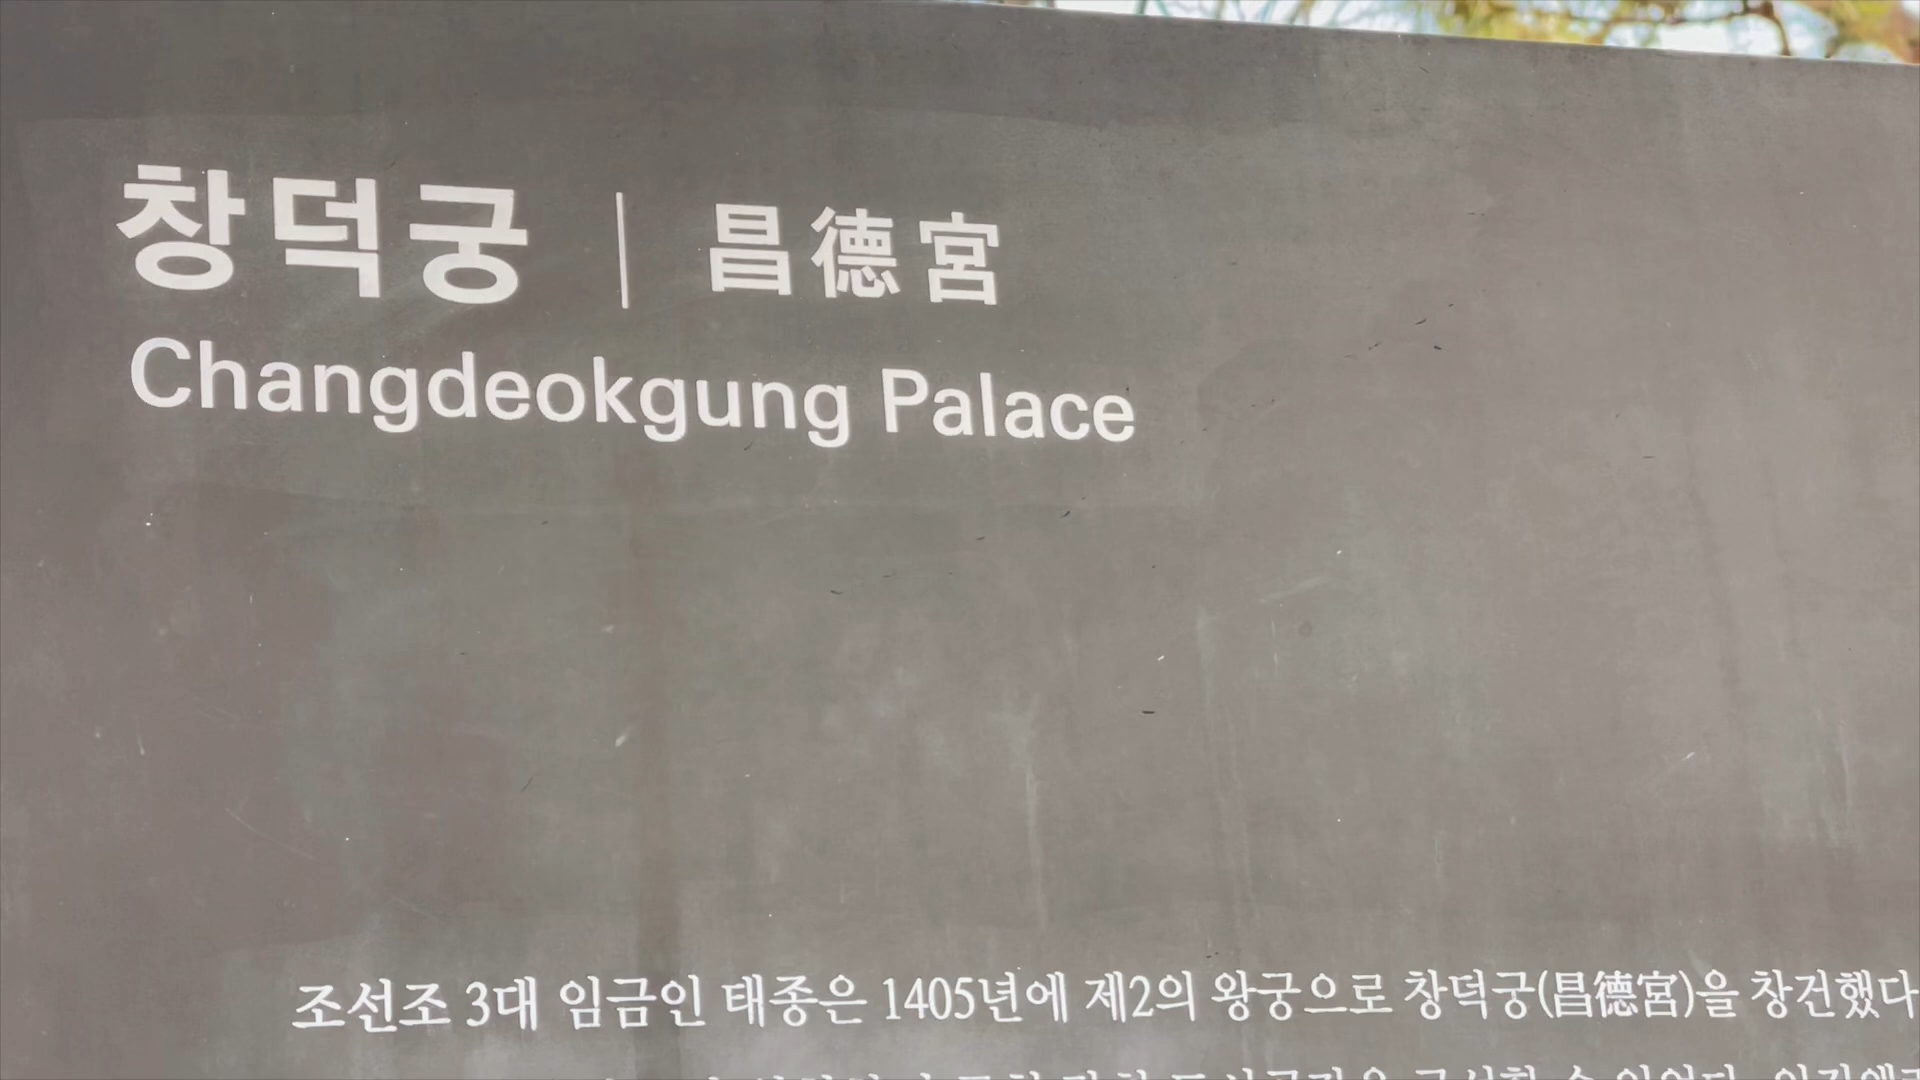 창덕궁 | 昌德宮
Changdeokgung Palace
조선조 3대 임금인 태종은 1405년에 제2의 왕궁으로 창덕궁(昌德宮)을 창건했다